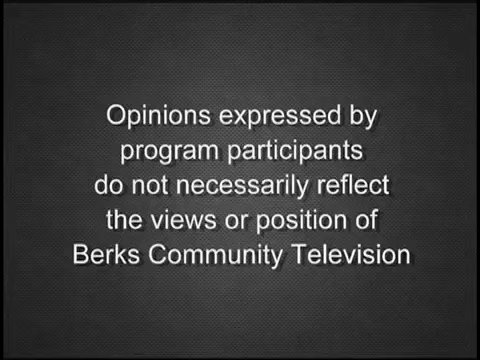 Opinions expressed by
program participants
do not necessarily reflect
the views or position of
Berks Community Television